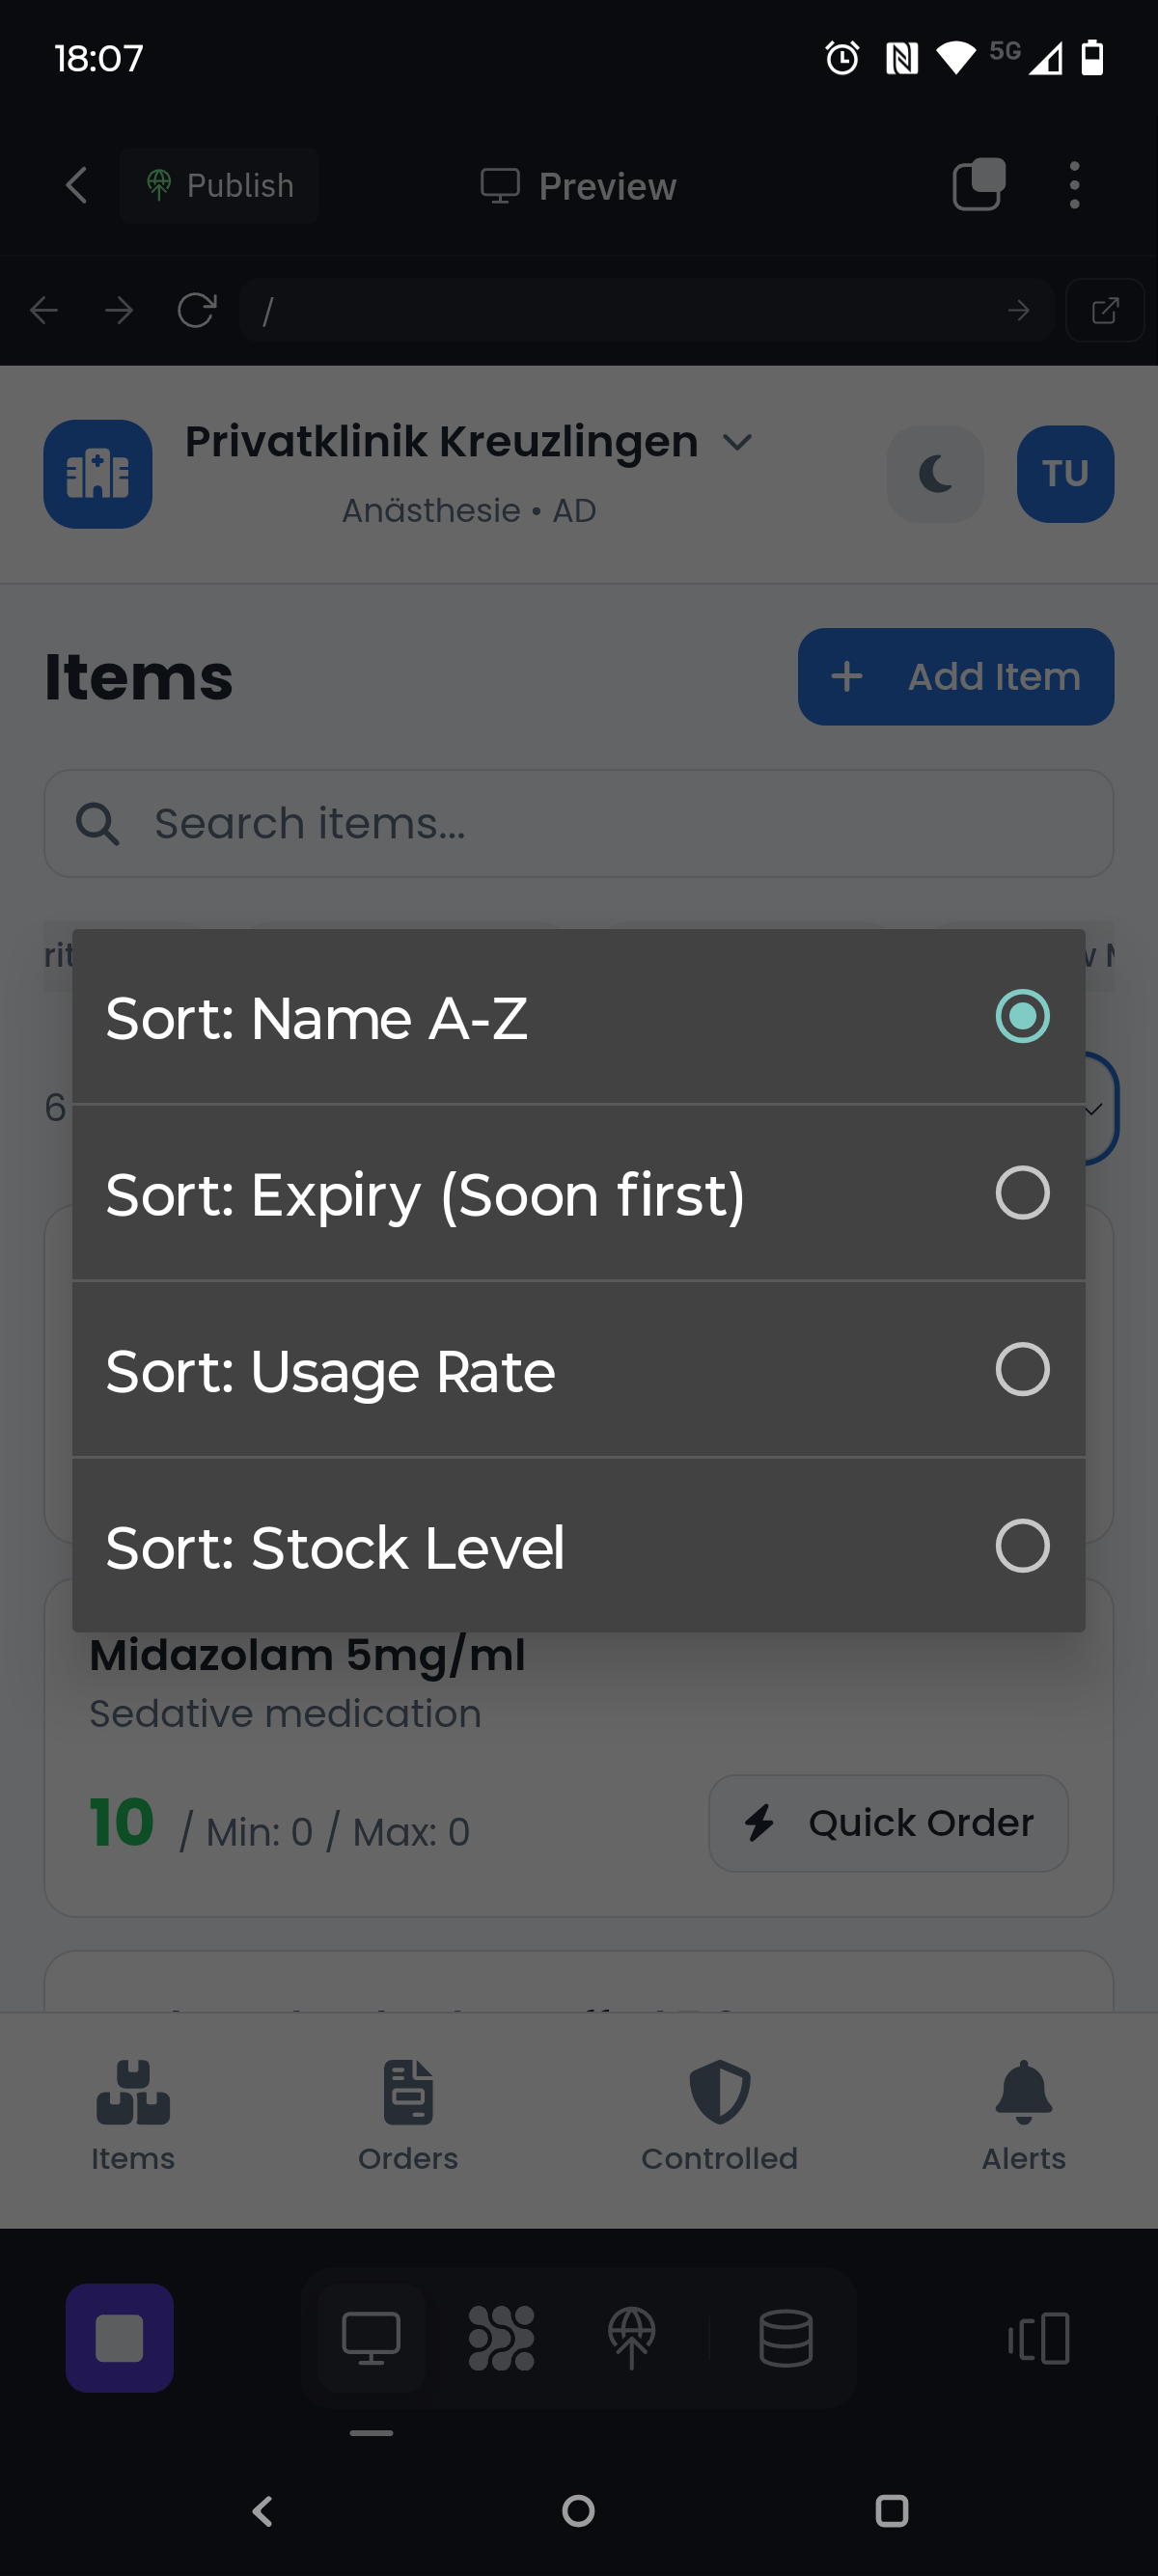 18:07
5G
Publish
Preview
/
Privatklinik Kreuzlingen
Anästhesie • AD
TU
Items
+ Add Item
Search items...
Sort: Name A-Z
6
Sort: Expiry (Soon first)
Sort: Usage Rate
Sort: Stock Level
Midazolam 5mg/ml
Sedative medication
10 / Min: 0 / Max: 0
Quick Order
Items
Orders
Controlled
Alerts